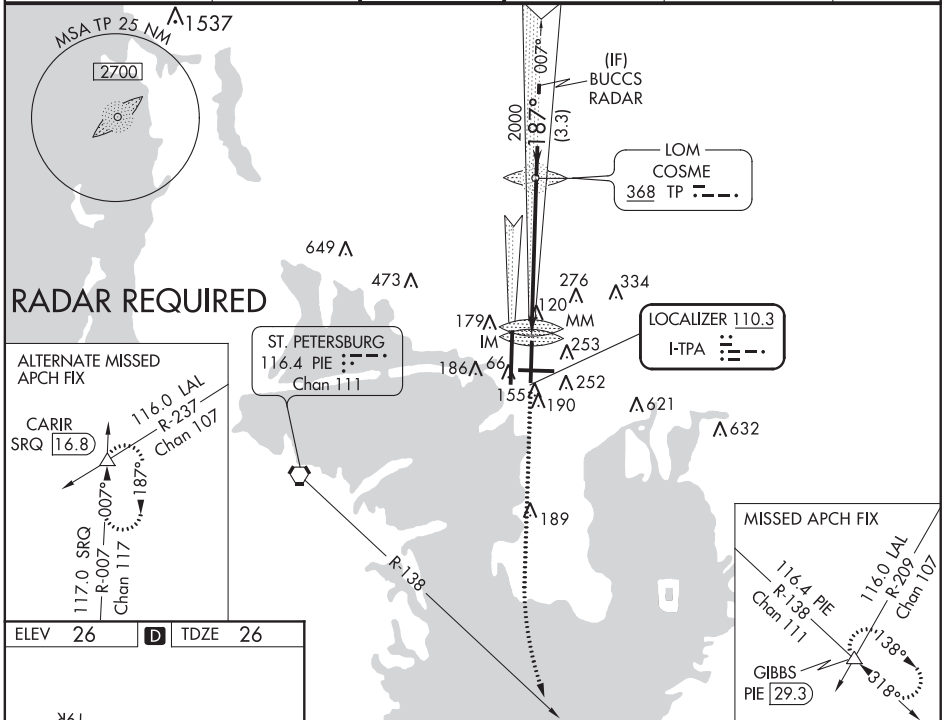 MSA TP 25 NM
1537
2700
007°
(IF)
BUCCS
RADAR
2000
187°
(3.3)
LOM
COSME
368 TP
649
473
276
334
RADAR REQUIRED
120
179
MM
IM
LOCALIZER 110.3
I-TPA
ST. PETERSBURG
116.4 PIE
Chan 111
253
186
66
252
155
190
621
632
ALTERNATE MISSED
APCH FIX
116.0 LAL
R-237
Chan 107
CARIR
SRQ 16.8
007°
187°
117.0 SRQ
R-007
Chan 117
189
R-138
MISSED APCH FIX
116.4 PIE
R-138
Chan 111
116.0 LAL
R-209
Chan 107
138°
318°
GIBBS
PIE 29.3
ELEV 26
D
TDZE 26